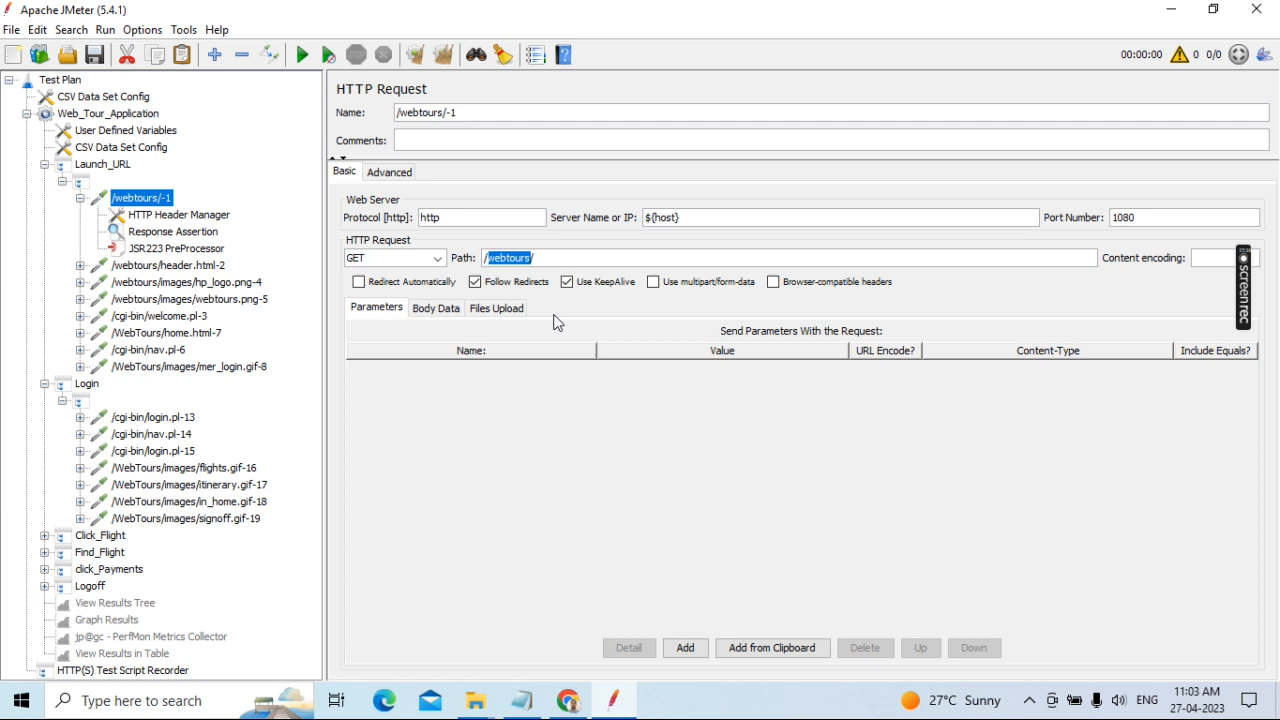 Apache JMeter (5.4.1)
File Edit Search Run Options Tools Help
00:00:00 0 0/0
Test Plan
CSV Data Set Config
Web_Tour_Application
User Defined Variables
CSV Data Set Config
Launch_URL
/webtours/-1
HTTP Header Manager
Response Assertion
JSR223 PreProcessor
/webtours/header.html-2
/webtours/images/hp_logo.png-4
/webtours/images/webtours.png-5
/cgi-bin/welcome.pl-3
/WebTours/home.html-7
/cgi-bin/nav.pl-6
/WebTours/images/mer_login.gif-8
Login
/cgi-bin/login.pl-13
/cgi-bin/nav.pl-14
/cgi-bin/login.pl-15
/WebTours/images/flights.gif-16
/WebTours/images/itinerary.gif-17
/WebTours/images/in_home.gif-18
/WebTours/images/signoff.gif-19
Click_Flight
Find_Flight
click_Payments
Logoff
View Results Tree
Graph Results
jp@gc - PerfMon Metrics Collector
View Results in Table
HTTP(S) Test Script Recorder
HTTP Request
Name: /webtours/-1
Comments:
Basic Advanced
Web Server
Protocol [http]: http Server Name or IP: ${host} Port Number: 1080
HTTP Request
GET Path: /webtours/ Content encoding:
Redirect Automatically Follow Redirects Use KeepAlive Use multipart/form-data Browser-compatible headers
screenrec
Parameters Body Data Files Upload
Send Parameters With the Request:
Name: Value URL Encode? Content-Type Include Equals?
Detail Add Add from Clipboard Delete Up Down
Type here to search
27°C Sunny ENG 11:03 AM
27-04-2023